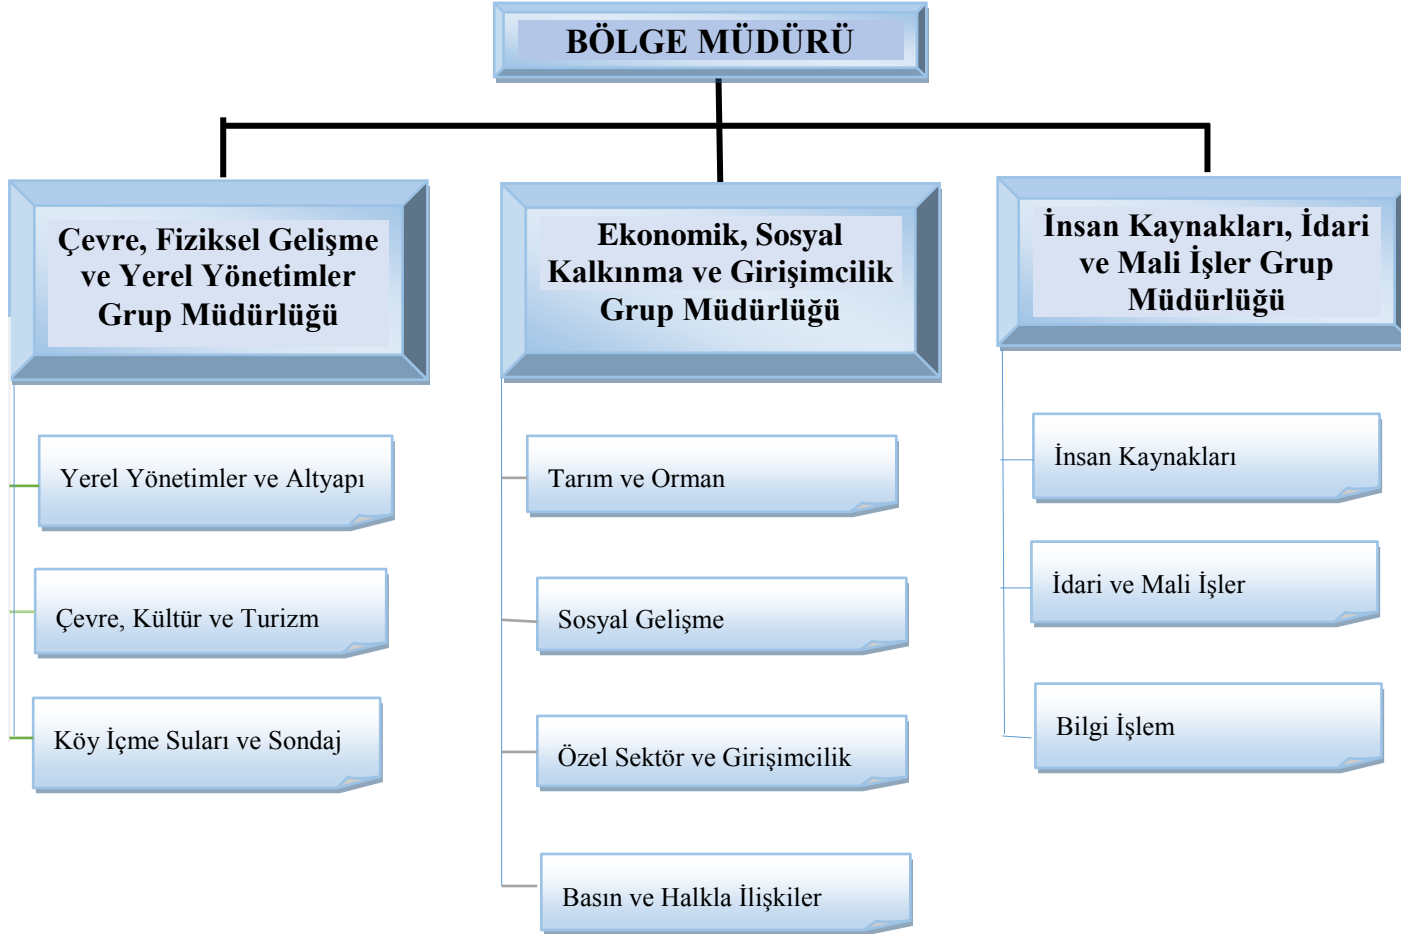 BÖLGE MÜDÜRÜ
Çevre, Fiziksel Gelişme
ve Yerel Yönetimler
Grup Müdürlüğü
Yerel Yönetimler ve Altyapı
Çevre, Kültür ve Turizm
Köy İçme Suları ve Sondaj
Ekonomik, Sosyal
Kalkınma ve Girişimcilik
Grup Müdürlüğü
Tarım ve Orman
Sosyal Gelişme
Özel Sektör ve Girişimcilik
Basın ve Halkla İlişkiler
İnsan Kaynakları, İdari
ve Mali İşler Grup
Müdürlüğü
İnsan Kaynakları
İdari ve Mali İşler
Bilgi İşlem